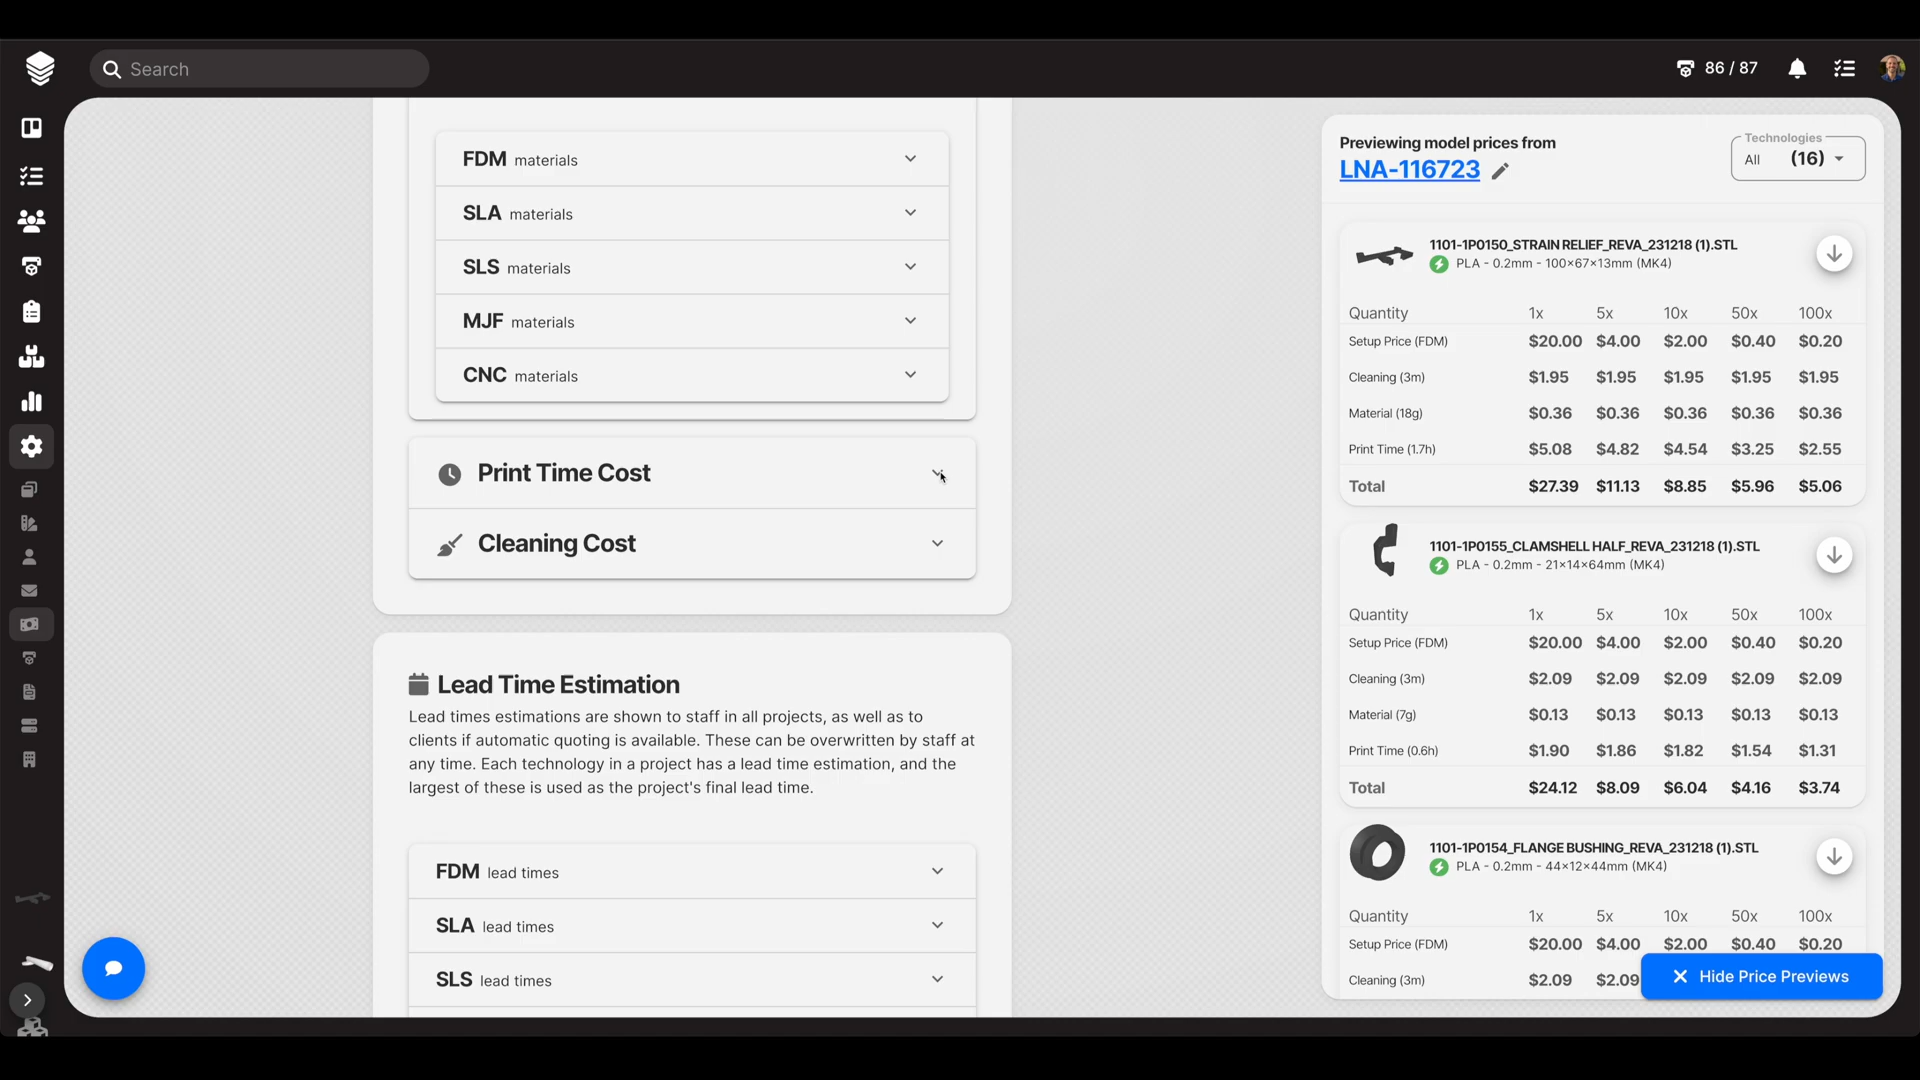 Search
86 / 87
FDM materials
SLA materials
SLS materials
MJF materials
CNC materials
Print Time Cost
Cleaning Cost
Lead Time Estimation
Lead times estimations are shown to staff in all projects, as well as to
clients if automatic quoting is available. These can be overwritten by staff at
any time. Each technology in a project has a lead time estimation, and the
largest of these is used as the project's final lead time.
FDM lead times
SLA lead times
SLS lead times
Previewing model prices from
LNA-116723
Technologies
All (16)
1101-1P0150_STRAIN RELIEF_REVA_231218 (1).STL
PLA - 0.2mm - 100×67×13mm (MK4)
Quantity 1x 5x 10x 50x 100x
Setup Price (FDM) $20.00 $4.00 $2.00 $0.40 $0.20
Cleaning (3m) $1.95 $1.95 $1.95 $1.95 $1.95
Material (18g) $0.36 $0.36 $0.36 $0.36 $0.36
Print Time (1.7h) $5.08 $4.82 $4.54 $3.25 $2.55
Total $27.39 $11.13 $8.85 $5.96 $5.06
1101-1P0155_CLAMSHELL HALF_REVA_231218 (1).STL
PLA - 0.2mm - 21×14×64mm (MK4)
Quantity 1x 5x 10x 50x 100x
Setup Price (FDM) $20.00 $4.00 $2.00 $0.40 $0.20
Cleaning (3m) $2.09 $2.09 $2.09 $2.09 $2.09
Material (7g) $0.13 $0.13 $0.13 $0.13 $0.13
Print Time (0.6h) $1.90 $1.86 $1.82 $1.54 $1.31
Total $24.12 $8.09 $6.04 $4.16 $3.74
1101-1P0154_FLANGE BUSHING_REVA_231218 (1).STL
PLA - 0.2mm - 44×12×44mm (MK4)
Quantity 1x 5x 10x 50x 100x
Setup Price (FDM) $20.00 $4.00 $2.00 $0.40 $0.20
Cleaning (3m) $2.09 $2.09
Hide Price Previews